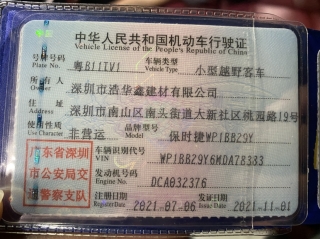 中华人民共和国机动车行驶证
Vehicle License of the People's Republic of China
号牌号码 粤B11TV1 车辆类型 小型越野客车
Plate No. Vehicle Type
所有人 深圳市浩华鑫建材有限公司
Owner
住址 深圳市南山区南头街道大新社区桃园路19号
Address
使用性质 非营运 品牌型号 保时捷WP1BB29Y
Use Character Model
车辆识别代号 WP1BB29Y6MDA78333
VIN
发动机号码 DCA032376
Engine No.
注册日期 2021-07-06 发证日期 2021-11-01
Register Date Issue Date
广东省深圳
市公安局交
通警察支队